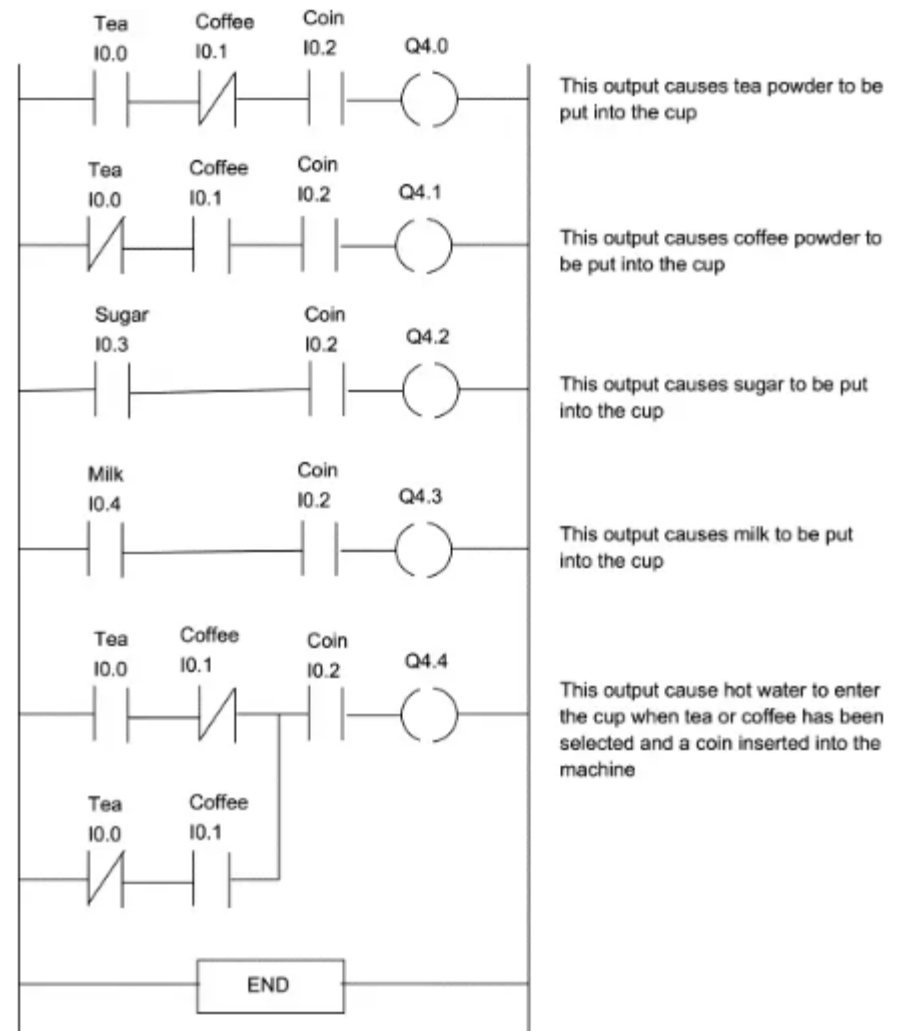 Tea Coffee Coin
I0.0 I0.1 I0.2 Q4.0
This output causes tea powder to be
put into the cup
Tea Coffee Coin
I0.0 I0.1 I0.2 Q4.1
This output causes coffee powder to
be put into the cup
Sugar Coin
I0.3 I0.2 Q4.2
This output causes sugar to be put
into the cup
Milk Coin
I0.4 I0.2 Q4.3
This output causes milk to be put
into the cup
Tea Coffee Coin
I0.0 I0.1 I0.2 Q4.4
This output cause hot water to enter
the cup when tea or coffee has been
selected and a coin inserted into the
machine
Tea Coffee
I0.0 I0.1
END